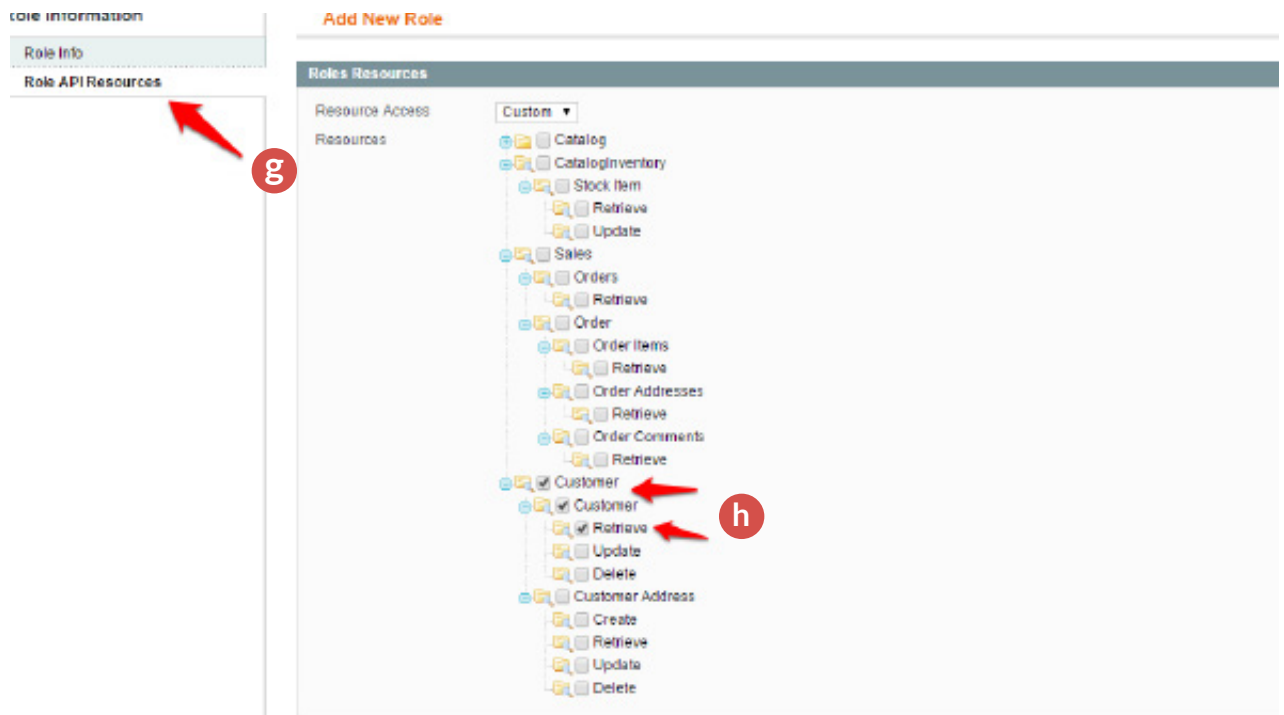 Role Information
Add New Role
Role Info
Role API Resources
Roles Resources
Resource Access
Custom
Resources
Catalog
CatalogInventory
Stock Item
Retrieve
Update
Sales
Orders
Retrieve
Order
Order Items
Retrieve
Order Addresses
Retrieve
Order Comments
Retrieve
Customer
Customer
Retrieve
Update
Delete
Customer Address
Create
Retrieve
Update
Delete
g
h